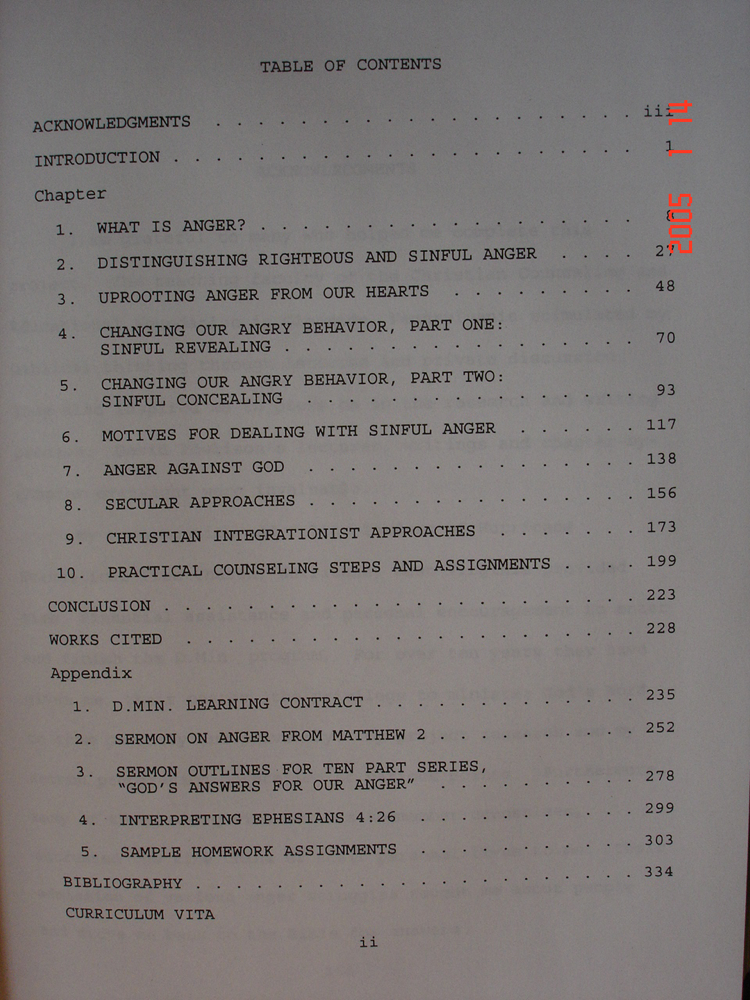 TABLE OF CONTENTS
ACKNOWLEDGMENTS . . . . . . . . . . . . . . . . . . . iii
INTRODUCTION . . . . . . . . . . . . . . . . . . . . . 1
Chapter
1. WHAT IS ANGER? . . . . . . . . . . . . . . . . . 8
2. DISTINGUISHING RIGHTEOUS AND SINFUL ANGER . . . . 27
3. UPROOTING ANGER FROM OUR HEARTS . . . . . . . . 48
4. CHANGING OUR ANGRY BEHAVIOR, PART ONE:
SINFUL REVEALING . . . . . . . . . . . . . . . . 70
5. CHANGING OUR ANGRY BEHAVIOR, PART TWO:
SINFUL CONCEALING . . . . . . . . . . . . . . . 93
6. MOTIVES FOR DEALING WITH SINFUL ANGER . . . . . . 117
7. ANGER AGAINST GOD . . . . . . . . . . . . . . . 138
8. SECULAR APPROACHES . . . . . . . . . . . . . . . 156
9. CHRISTIAN INTEGRATIONIST APPROACHES . . . . . . . 173
10. PRACTICAL COUNSELING STEPS AND ASSIGNMENTS . . . . 199
CONCLUSION . . . . . . . . . . . . . . . . . . . . . . 223
WORKS CITED . . . . . . . . . . . . . . . . . . . . . 228
Appendix
1. D.MIN. LEARNING CONTRACT . . . . . . . . . . . . 235
2. SERMON ON ANGER FROM MATTHEW 2 . . . . . . . . . 252
3. SERMON OUTLINES FOR TEN PART SERIES,
“GOD’S ANSWERS FOR OUR ANGER” . . . . . . . . . 278
4. INTERPRETING EPHESIANS 4:26 . . . . . . . . . . 299
5. SAMPLE HOMEWORK ASSIGNMENTS . . . . . . . . . . 303
BIBLIOGRAPHY . . . . . . . . . . . . . . . . . . . . . 334
CURRICULUM VITA
ii
2005 1 14